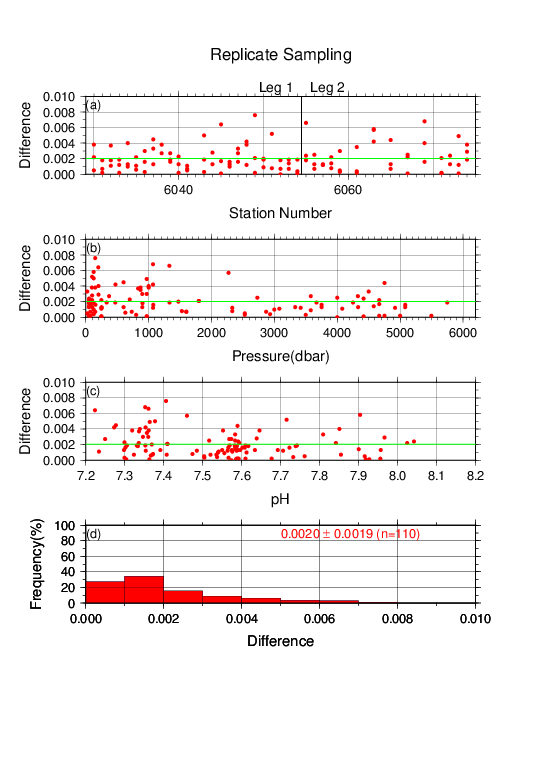 Replicate Sampling
Leg 1 Leg 2
(a)
0.010
0.008
0.006
0.004
0.002
0.000
Difference
6040 6060
Station Number
(b)
0.010
0.008
0.006
0.004
0.002
0.000
Difference
0 1000 2000 3000 4000 5000 6000
Pressure(dbar)
(c)
0.010
0.008
0.006
0.004
0.002
0.000
Difference
7.2 7.3 7.4 7.5 7.6 7.7 7.8 7.9 8.0 8.1 8.2
pH
(d)
0.0020 ± 0.0019 (n=110)
100
80
60
40
20
0
Frequency(%)
0.000 0.002 0.004 0.006 0.008 0.010
Difference